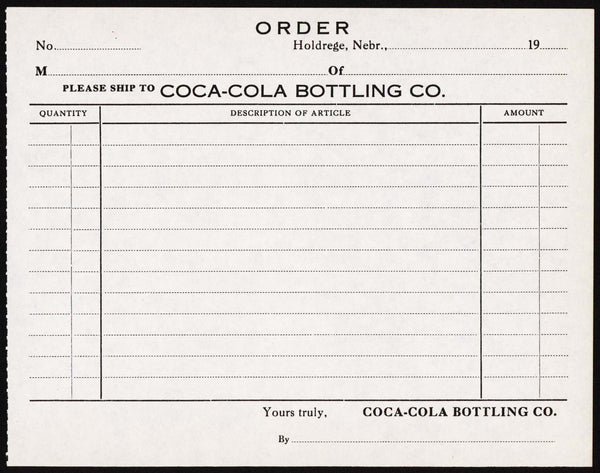 ORDER
No. Holdrege, Nebr., 19
M Of
PLEASE SHIP TO COCA-COLA BOTTLING CO.
QUANTITY DESCRIPTION OF ARTICLE AMOUNT
Yours truly, COCA-COLA BOTTLING CO.
By